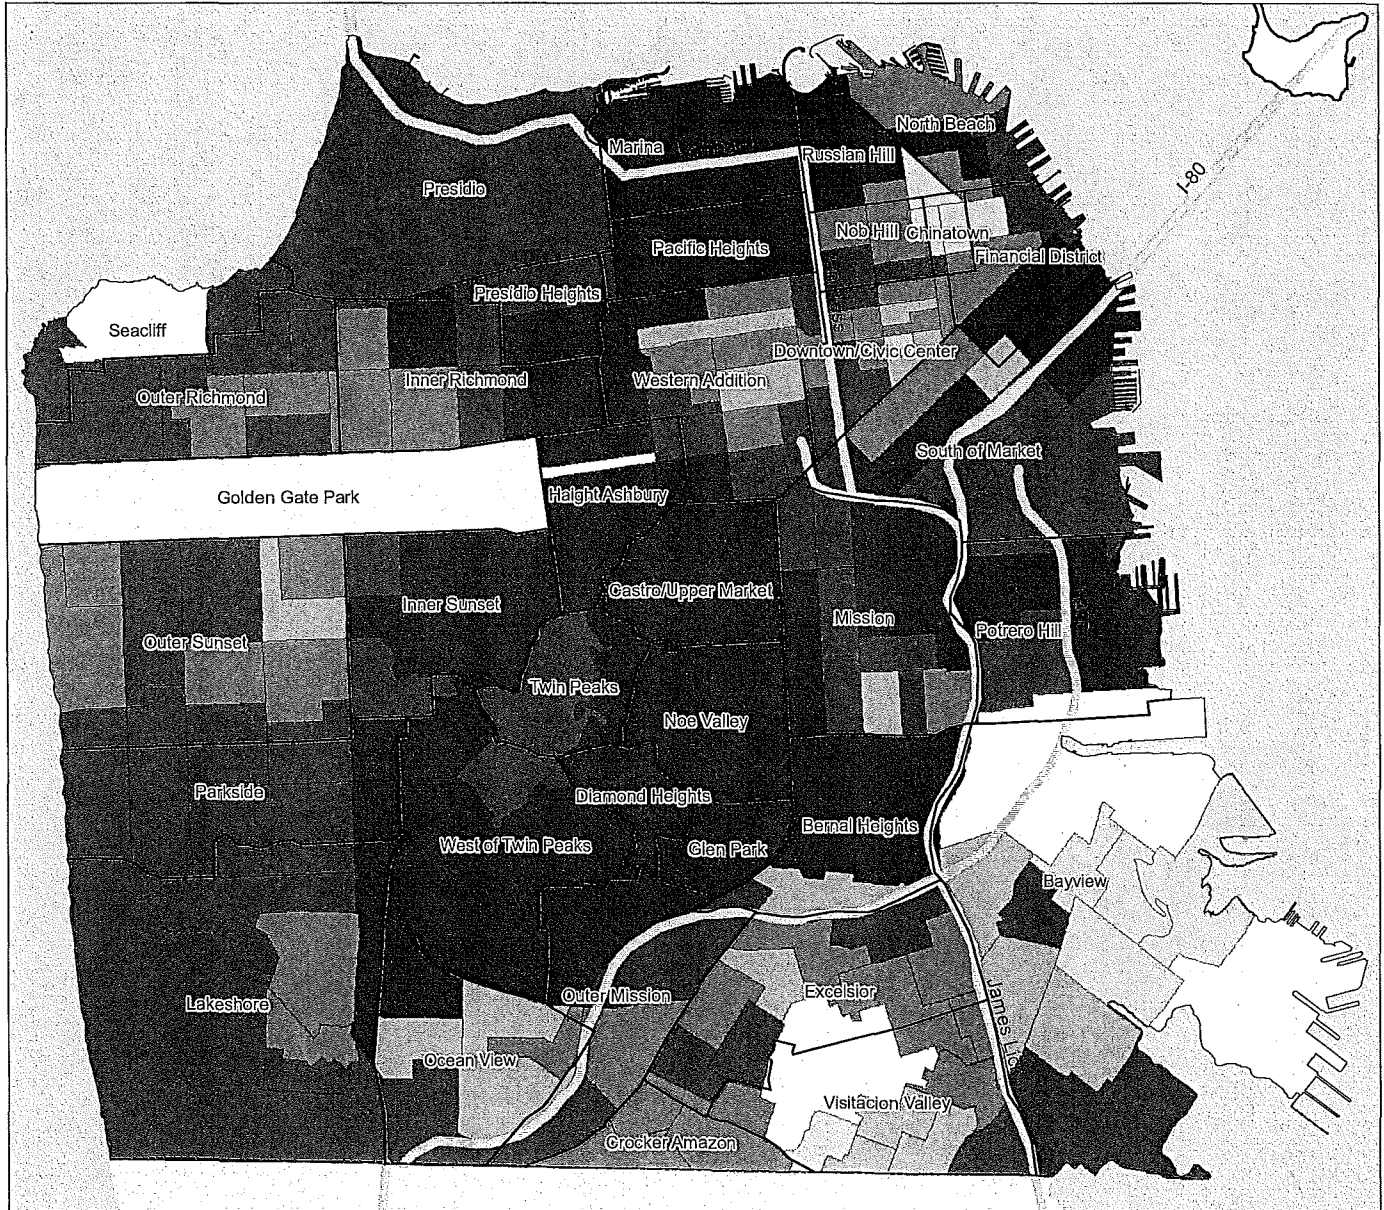 North Beach
Marina
Russian Hill
I-80
Presidio
Nob Hill
Chinatown
Pacific Heights
Financial District
Presidio Heights
Seacliff
Downtown/Civic Center
Inner Richmond
Western Addition
Outer Richmond
South of Market
Golden Gate Park
Haight Ashbury
Castro/Upper Market
Inner Sunset
Mission
Potrero Hill
Outer Sunset
Twin Peaks
Noe Valley
Parkside
Diamond Heights
Bernal Heights
West of Twin Peaks
Glen Park
Bayview
Excelsior
Outer Mission
Lakeshore
James Lic
Ocean View
Visitacion Valley
Crocker Amazon